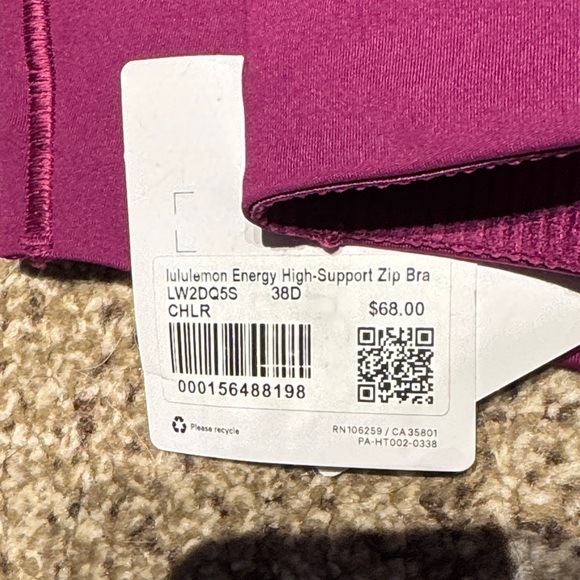 lululemon Energy High-Support Zip Bra
LW2DQ5S 38D
CHLR $68.00
000156488198
Please recycle
RN106259 / CA35801
PA-HT002-0338